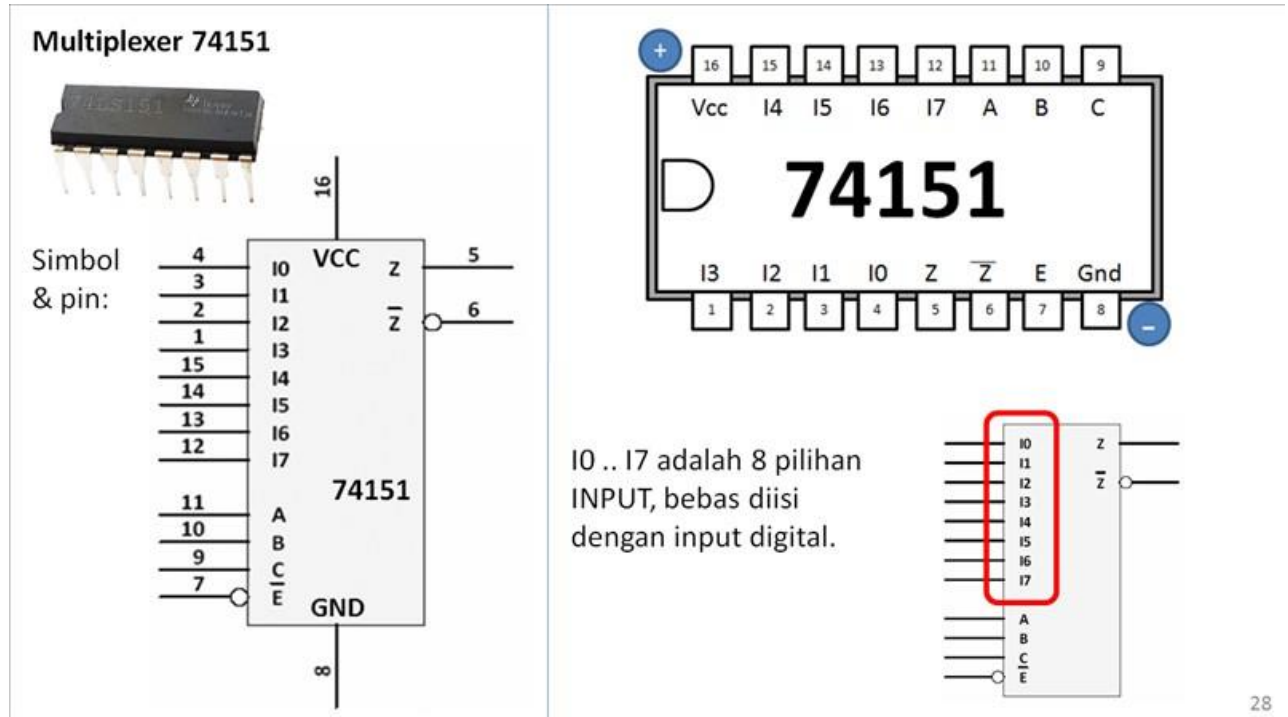 Multiplexer 74151
74LS151
Simbol
& pin:
16
VCC
4 I0 Z 5
3 I1
2 I2 Z̅ 6
1 I3
15 I4
14 I5
13 I6
12 I7
74151
11 A
10 B
9 C
7 E̅
GND
8
+
16 15 14 13 12 11 10 9
Vcc I4 I5 I6 I7 A B C
74151
I3 I2 I1 I0 Z Z̅ E Gnd
1 2 3 4 5 6 7 8
–
I0 .. I7 adalah 8 pilihan
INPUT, bebas diisi
dengan input digital.
I0 Z
I1
I2 Z̅
I3
I4
I5
I6
I7
A
B
C
E̅
28